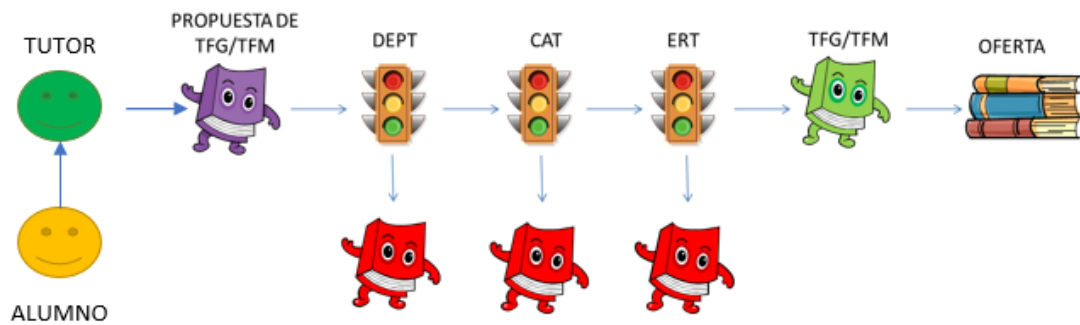 TUTOR
PROPUESTA DE
TFG/TFM
DEPT
CAT
ERT
TFG/TFM
OFERTA
ALUMNO